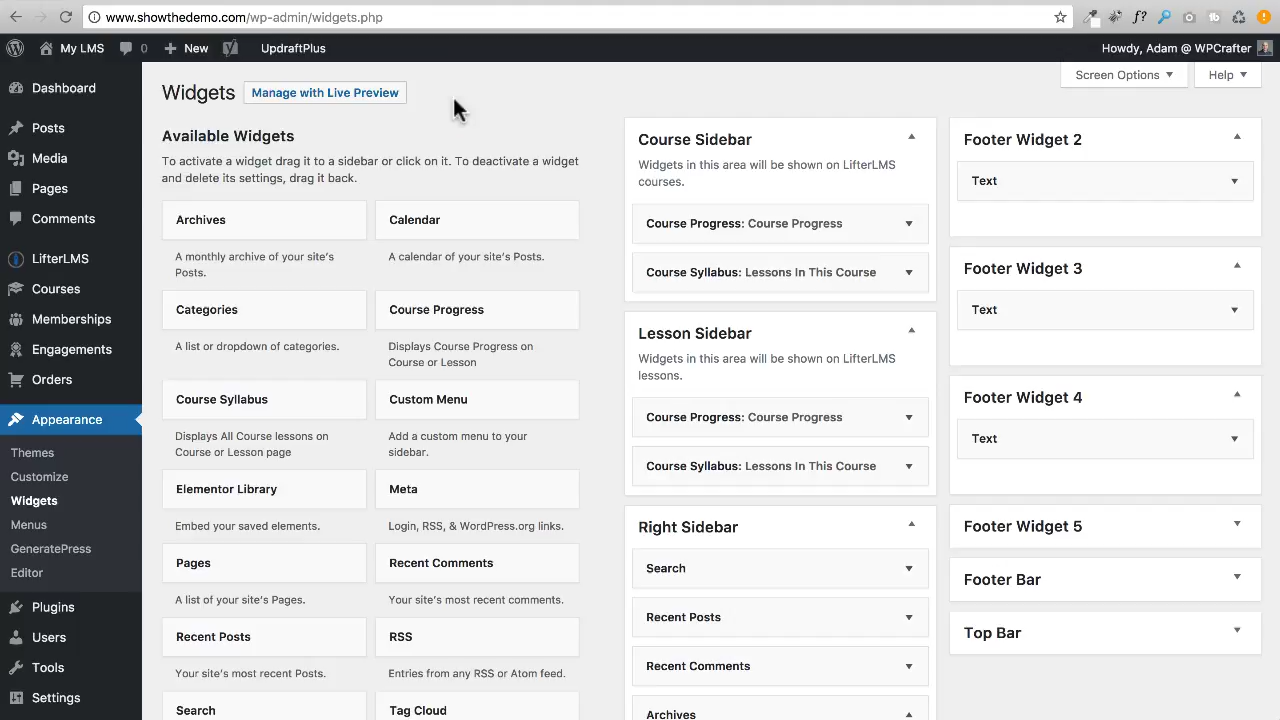 www.showthedemo.com/wp-admin/widgets.php
My LMS 0 New UpdraftPlus Howdy, Adam @ WPCrafter
Screen Options Help
Dashboard
Posts
Media
Pages
Comments
LifterLMS
Courses
Memberships
Engagements
Orders
Appearance
Themes
Customize
Widgets
Menus
GeneratePress
Editor
Plugins
Users
Tools
Settings
Widgets Manage with Live Preview
Available Widgets
To activate a widget drag it to a sidebar or click on it. To deactivate a widget
and delete its settings, drag it back.
Archives
A monthly archive of your site's
Posts.
Calendar
A calendar of your site's Posts.
Categories
A list or dropdown of categories.
Course Progress
Displays Course Progress on
Course or Lesson
Course Syllabus
Displays All Course lessons on
Course or Lesson page
Custom Menu
Add a custom menu to your
sidebar.
Elementor Library
Embed your saved elements.
Meta
Login, RSS, & WordPress.org links.
Pages
A list of your site's Pages.
Recent Comments
Your site's most recent comments.
Recent Posts
Your site's most recent Posts.
RSS
Entries from any RSS or Atom feed.
Search
Tag Cloud
Course Sidebar
Widgets in this area will be shown on LifterLMS
courses.
Course Progress: Course Progress
Course Syllabus: Lessons In This Course
Lesson Sidebar
Widgets in this area will be shown on LifterLMS
lessons.
Course Progress: Course Progress
Course Syllabus: Lessons In This Course
Right Sidebar
Search
Recent Posts
Recent Comments
Archives
Footer Widget 2
Text
Footer Widget 3
Text
Footer Widget 4
Text
Footer Widget 5
Footer Bar
Top Bar